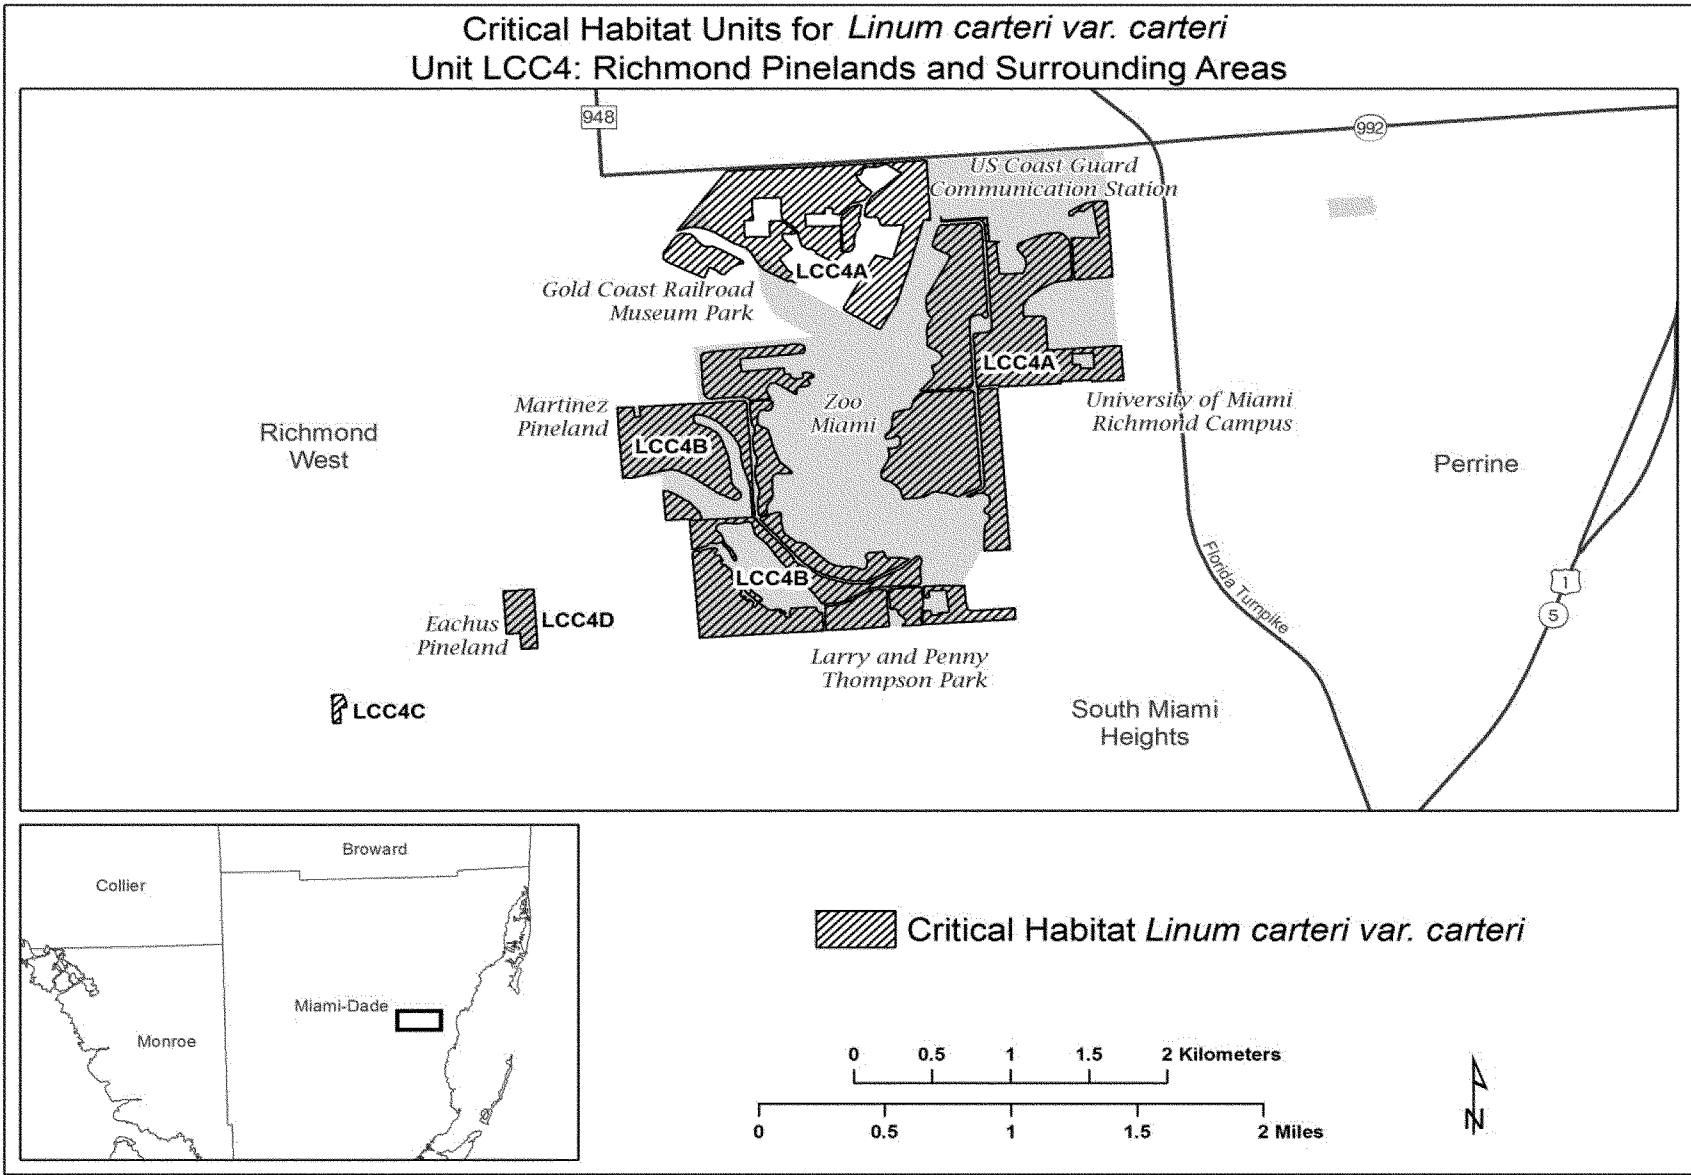 Critical Habitat Units for Linum carteri var. carteri
Unit LCC4: Richmond Pinelands and Surrounding Areas
948
992
US Coast Guard
Communication Station
LCC4A
Gold Coast Railroad
Museum Park
LCC4A
Martinez
Pineland
Zoo
Miami
University of Miami
Richmond Campus
Richmond
West
LCC4B
Perrine
LCC4B
Florida Turnpike
1
5
Eachus
Pineland
LCC4D
Larry and Penny
Thompson Park
LCC4C
South Miami
Heights
Broward
Collier
Miami-Dade
Monroe
Critical Habitat Linum carteri var. carteri
0 0.5 1 1.5 2 Kilometers
0 0.5 1 1.5 2 Miles
N